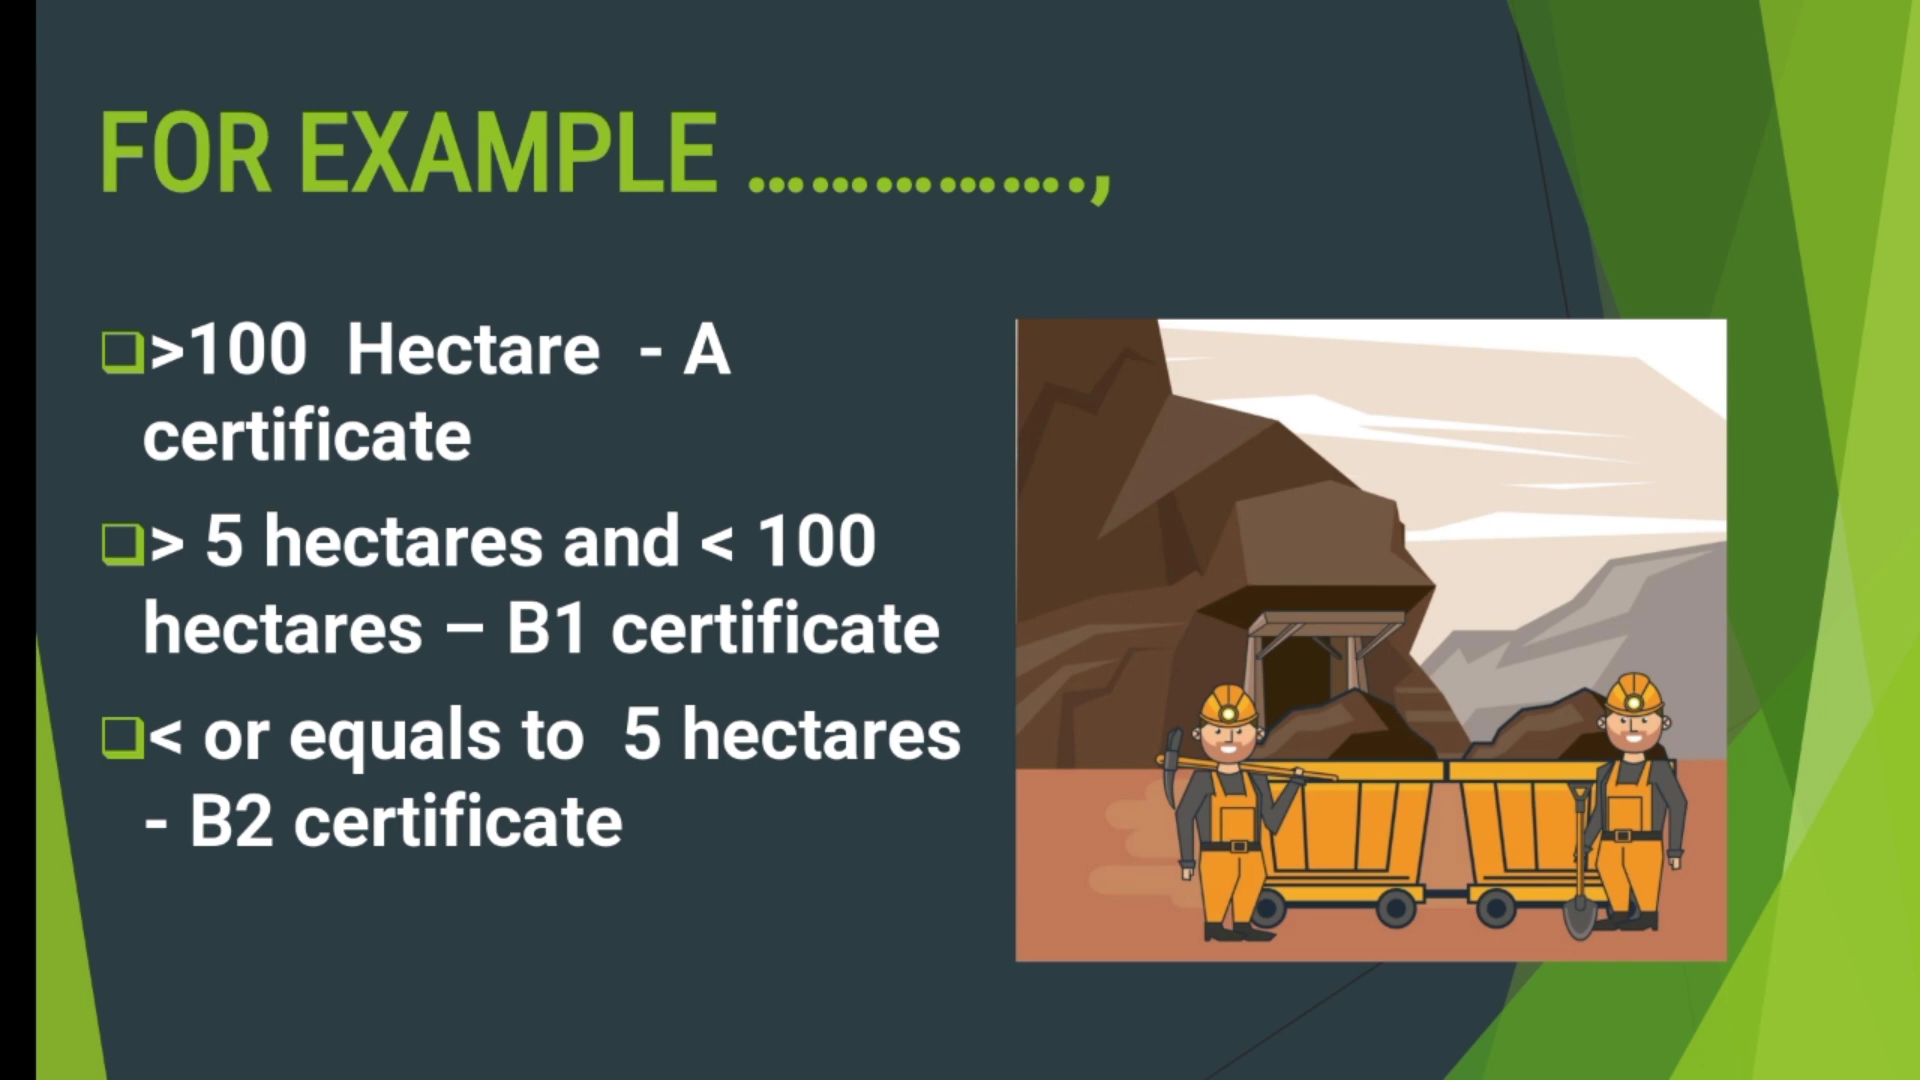 FOR EXAMPLE …………….,
>100  Hectare  - A
certificate
> 5 hectares and < 100
hectares – B1 certificate
< or equals to  5 hectares
- B2 certificate